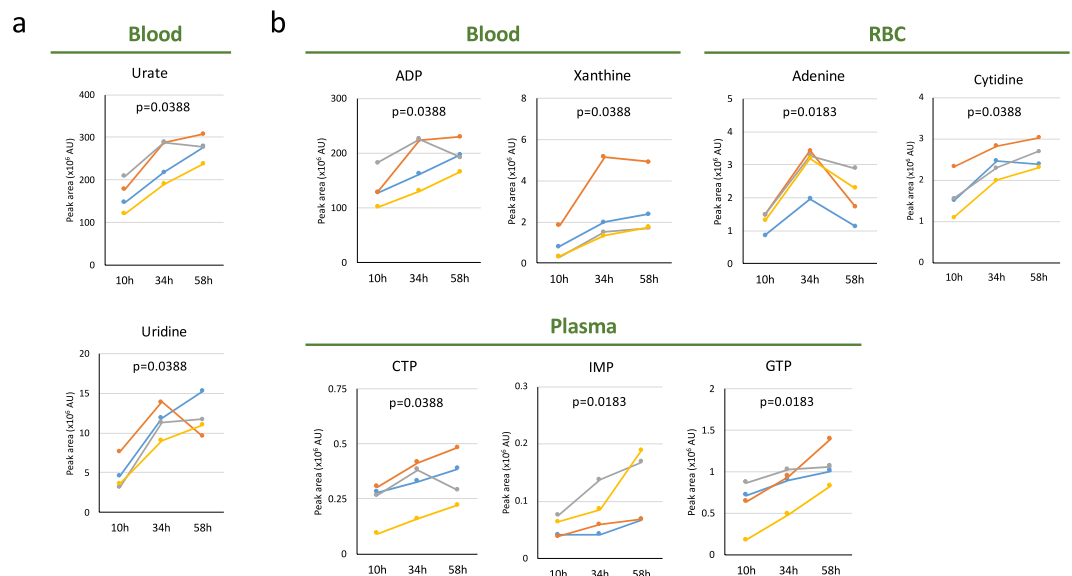 a
Blood
Urate
p=0.0388
Peak area (x10⁶ AU)
400
300
200
100
0
10h 34h 58h
Uridine
p=0.0388
Peak area (x10⁶ AU)
20
15
10
5
0
10h 34h 58h
b
Blood
ADP
p=0.0388
Peak area (x10⁶ AU)
300
200
100
0
10h 34h 58h
Xanthine
p=0.0388
Peak area (x10⁶ AU)
8
6
4
2
0
10h 34h 58h
RBC
Adenine
p=0.0183
Peak area (x10⁶ AU)
5
4
3
2
1
0
10h 34h 58h
Cytidine
p=0.0388
Peak area (x10⁶ AU)
4
3
2
1
0
10h 34h 58h
Plasma
CTP
p=0.0388
Peak area (x10⁶ AU)
0.75
0.5
0.25
0
10h 34h 58h
IMP
p=0.0183
Peak area (x10⁶ AU)
0.3
0.2
0.1
0
10h 34h 58h
GTP
p=0.0183
Peak area (x10⁶ AU)
2
1.5
1
0.5
0
10h 34h 58h